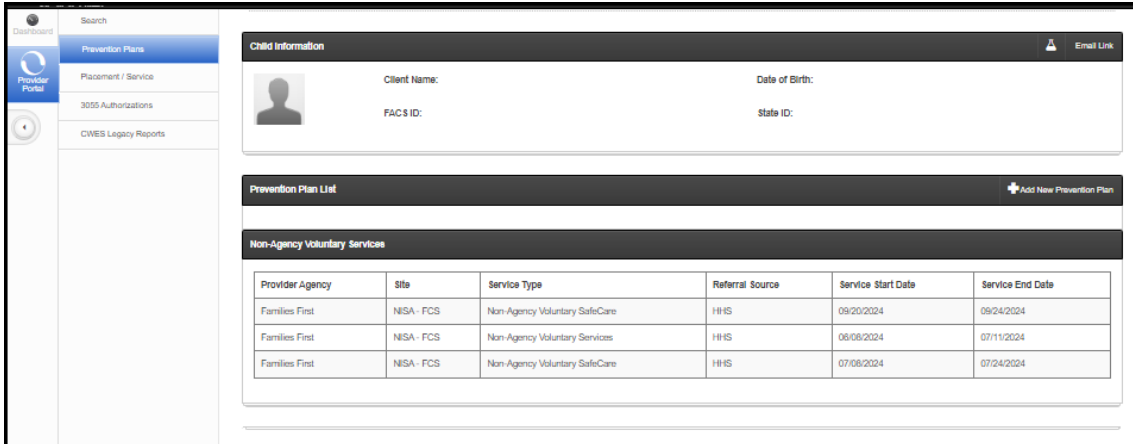 Dashboard
Provider Portal
Search
Prevention Plans
Placement / Service
3055 Authorizations
CWES Legacy Reports
Child Information Email Link
Client Name: Date of Birth:
FACS ID: State ID:
Prevention Plan List Add New Prevention Plan
Non-Agency Voluntary Services
Provider Agency Site Service Type Referral Source Service Start Date Service End Date
Families First NISA - FCS Non-Agency Voluntary SafeCare HHS 09/20/2024 09/24/2024
Families First NISA - FCS Non-Agency Voluntary Services HHS 06/06/2024 07/11/2024
Families First NISA - FCS Non-Agency Voluntary SafeCare HHS 07/08/2024 07/24/2024